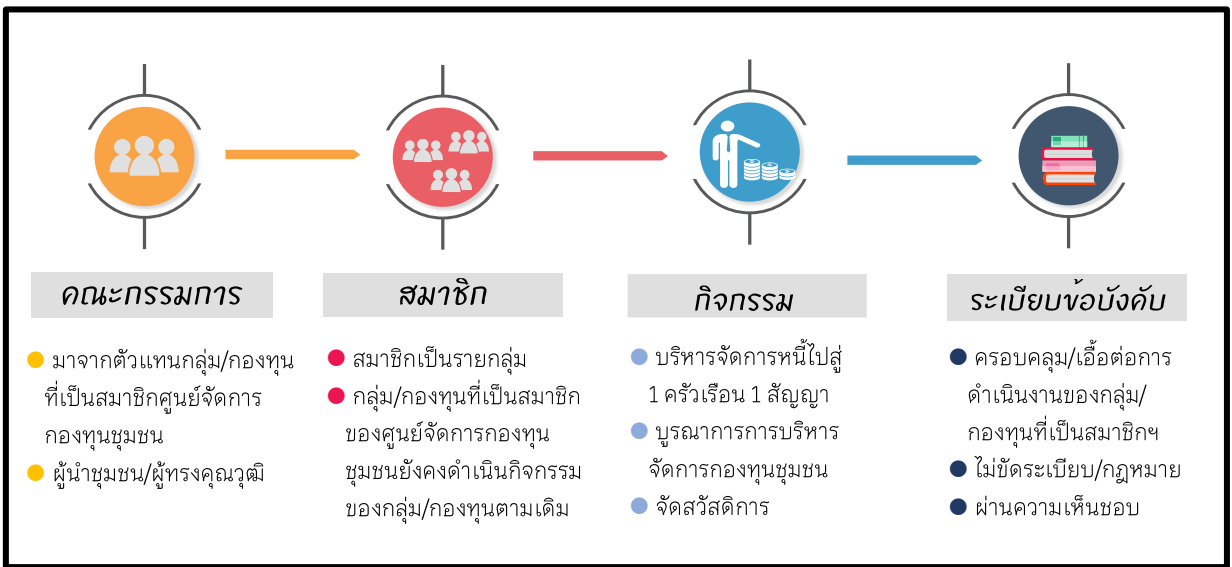 คณะกรรมการ
มาจากตัวแทนกลุ่ม/กองทุน
ที่เป็นสมาชิกศูนย์จัดการ
กองทุนชุมชน
ผู้นำชุมชน/ผู้ทรงคุณวุฒิ
สมาชิก
สมาชิกเป็นรายกลุ่ม
กลุ่ม/กองทุนที่เป็นสมาชิก
ของศูนย์จัดการกองทุน
ชุมชนยังคงดำเนินกิจกรรม
ของกลุ่ม/กองทุนตามเดิม
กิจกรรม
บริหารจัดการหนี้ไปสู่
1 ครัวเรือน 1 สัญญา
บูรณาการการบริหาร
จัดการกองทุนชุมชน
จัดสวัสดิการ
ระเบียบข้อบังคับ
ครอบคลุม/เอื้อต่อการ
ดำเนินงานของกลุ่ม/
กองทุนที่เป็นสมาชิกฯ
ไม่ขัดระเบียบ/กฎหมาย
ผ่านความเห็นชอบ